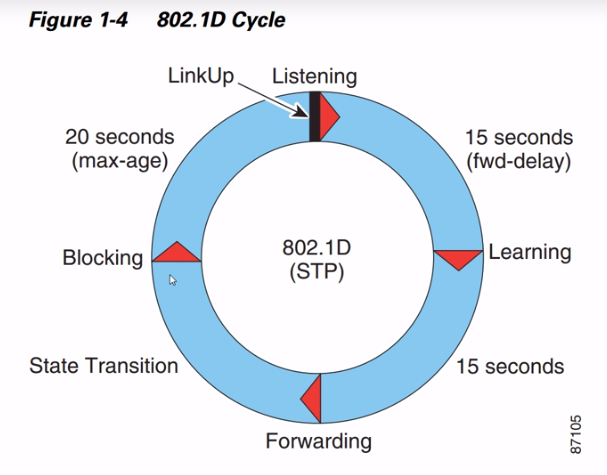 Figure 1-4 802.1D Cycle
LinkUp
Listening
20 seconds
(max-age)
15 seconds
(fwd-delay)
Blocking
802.1D
(STP)
Learning
State Transition
15 seconds
Forwarding
87105